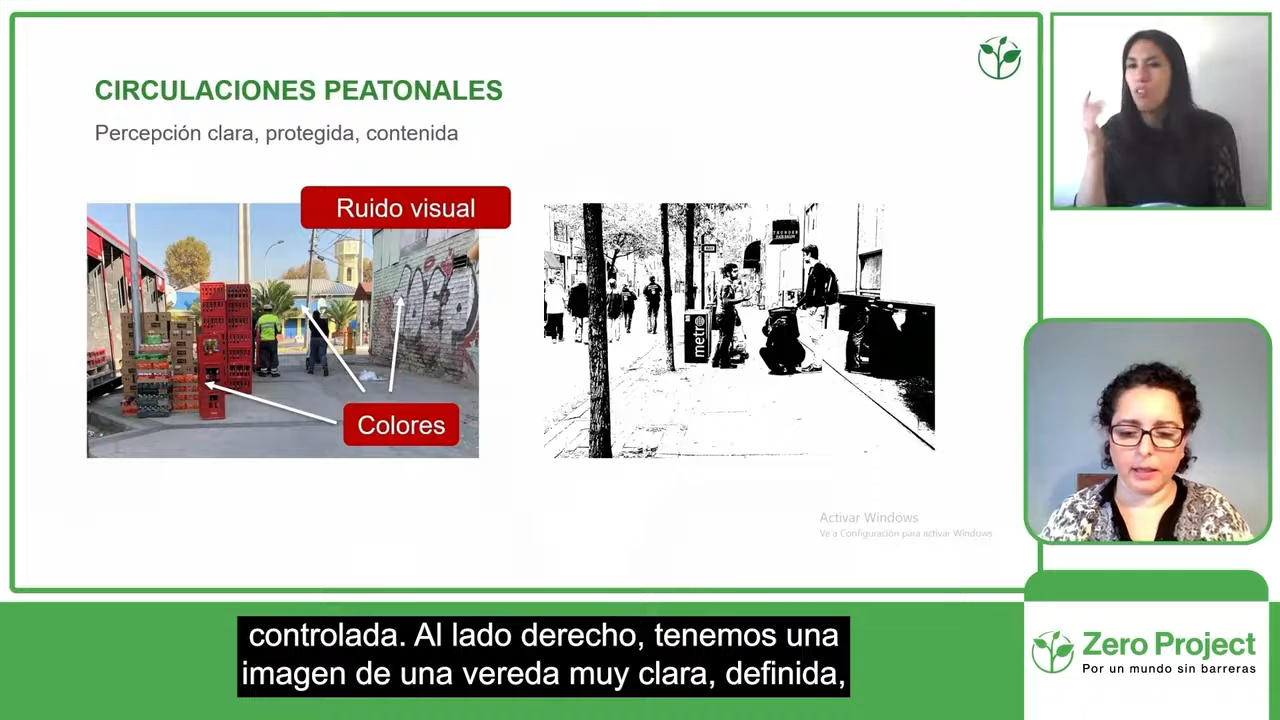 CIRCULACIONES PEATONALES
Percepción clara, protegida, contenida
Ruido visual
Colores
THUNDER
metro
Activar Windows
Ve a Configuración para activar Windows
controlada. Al lado derecho, tenemos una
imagen de una vereda muy clara, definida,
Zero Project
Por un mundo sin barreras